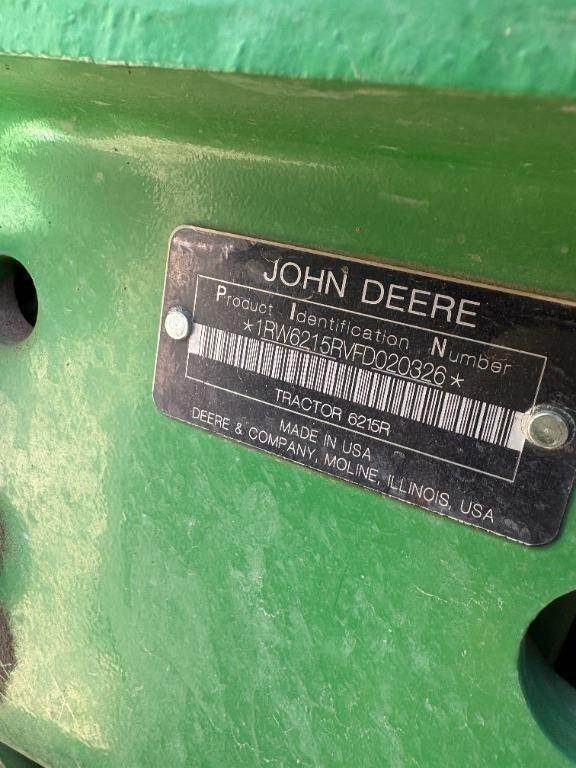 JOHN DEERE
Product Identification Number
*1RW6215RVFD020326*
TRACTOR 6215R
MADE IN USA
DEERE & COMPANY, MOLINE, ILLINOIS, USA